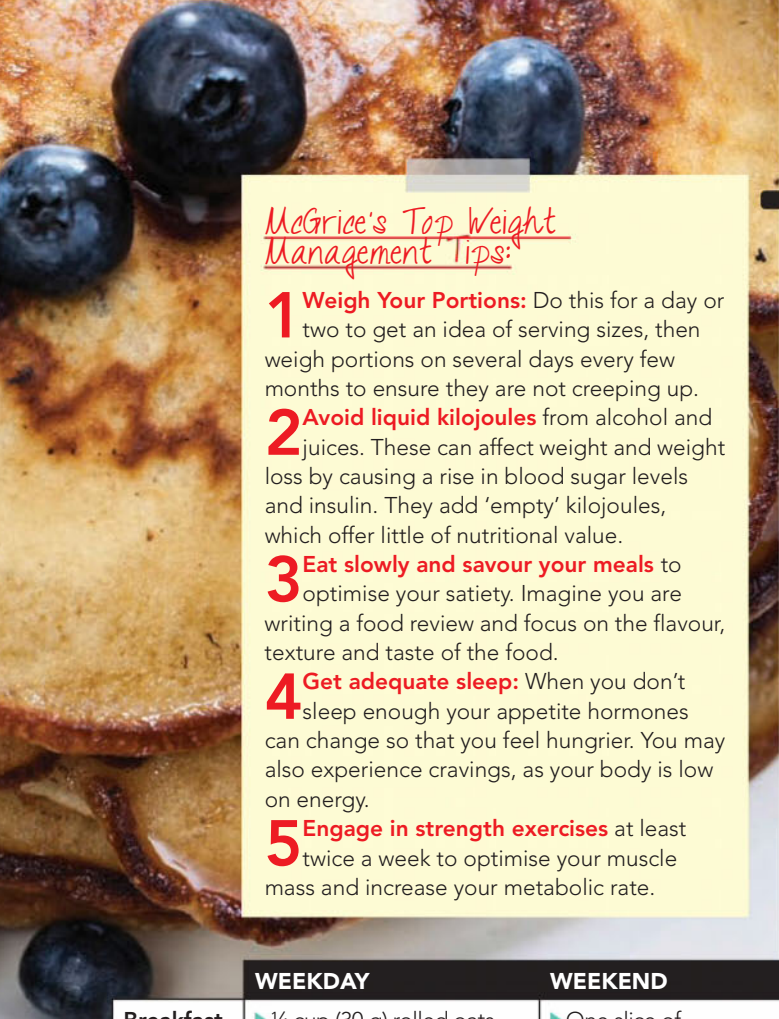 McGrice's Top Weight
Management Tips:
1 Weigh Your Portions: Do this for a day or
two to get an idea of serving sizes, then
weigh portions on several days every few
months to ensure they are not creeping up.
2 Avoid liquid kilojoules from alcohol and
juices. These can affect weight and weight
loss by causing a rise in blood sugar levels
and insulin. They add ‘empty’ kilojoules,
which offer little of nutritional value.
3 Eat slowly and savour your meals to
optimise your satiety. Imagine you are
writing a food review and focus on the flavour,
texture and taste of the food.
4 Get adequate sleep: When you don’t
sleep enough your appetite hormones
can change so that you feel hungrier. You may
also experience cravings, as your body is low
on energy.
5 Engage in strength exercises at least
twice a week to optimise your muscle
mass and increase your metabolic rate.
WEEKDAY WEEKEND
Breakfast cup (30 g) rolled oats One slice of